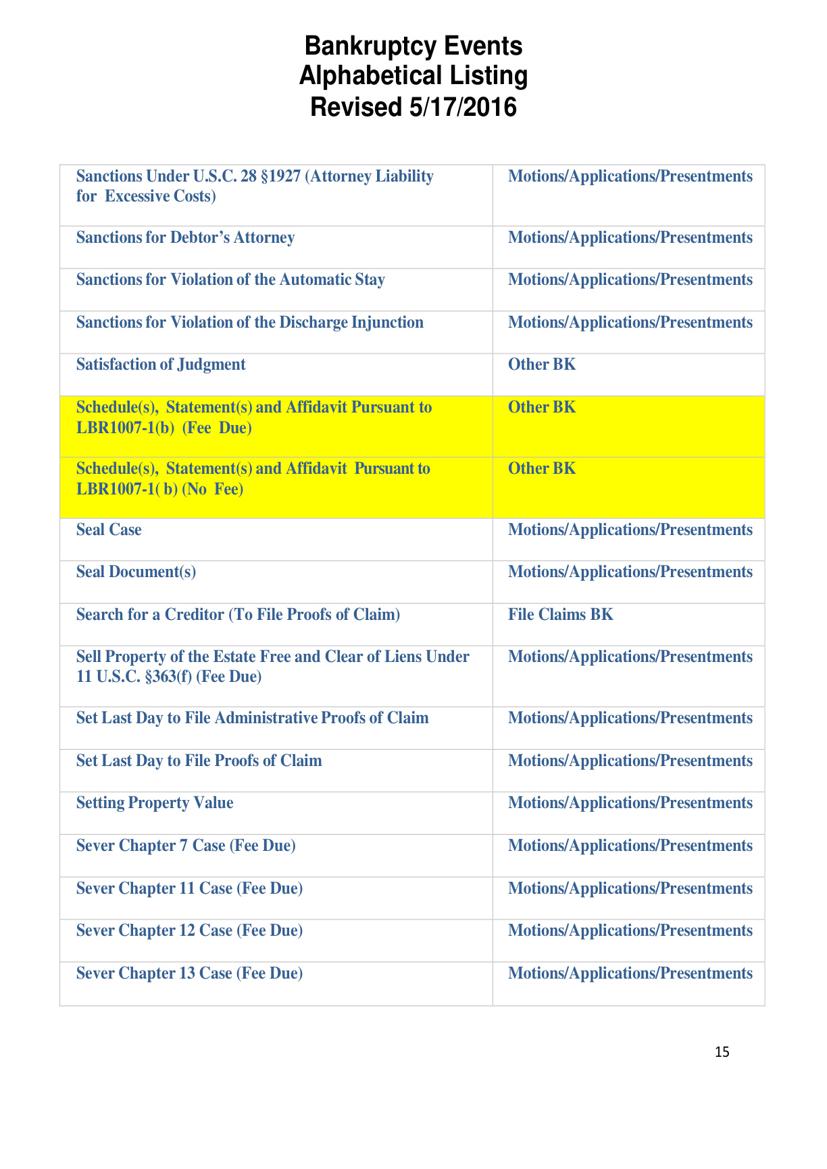 Bankruptcy Events
Alphabetical Listing
Revised 5/17/2016
Sanctions Under U.S.C. 28 §1927 (Attorney Liability
for Excessive Costs)
Motions/Applications/Presentments
Sanctions for Debtor’s Attorney
Motions/Applications/Presentments
Sanctions for Violation of the Automatic Stay
Motions/Applications/Presentments
Sanctions for Violation of the Discharge Injunction
Motions/Applications/Presentments
Satisfaction of Judgment
Other BK
Schedule(s), Statement(s) and Affidavit Pursuant to
LBR1007-1(b) (Fee Due)
Other BK
Schedule(s), Statement(s) and Affidavit Pursuant to
LBR1007-1( b) (No Fee)
Other BK
Seal Case
Motions/Applications/Presentments
Seal Document(s)
Motions/Applications/Presentments
Search for a Creditor (To File Proofs of Claim)
File Claims BK
Sell Property of the Estate Free and Clear of Liens Under
11 U.S.C. §363(f) (Fee Due)
Motions/Applications/Presentments
Set Last Day to File Administrative Proofs of Claim
Motions/Applications/Presentments
Set Last Day to File Proofs of Claim
Motions/Applications/Presentments
Setting Property Value
Motions/Applications/Presentments
Sever Chapter 7 Case (Fee Due)
Motions/Applications/Presentments
Sever Chapter 11 Case (Fee Due)
Motions/Applications/Presentments
Sever Chapter 12 Case (Fee Due)
Motions/Applications/Presentments
Sever Chapter 13 Case (Fee Due)
Motions/Applications/Presentments
15